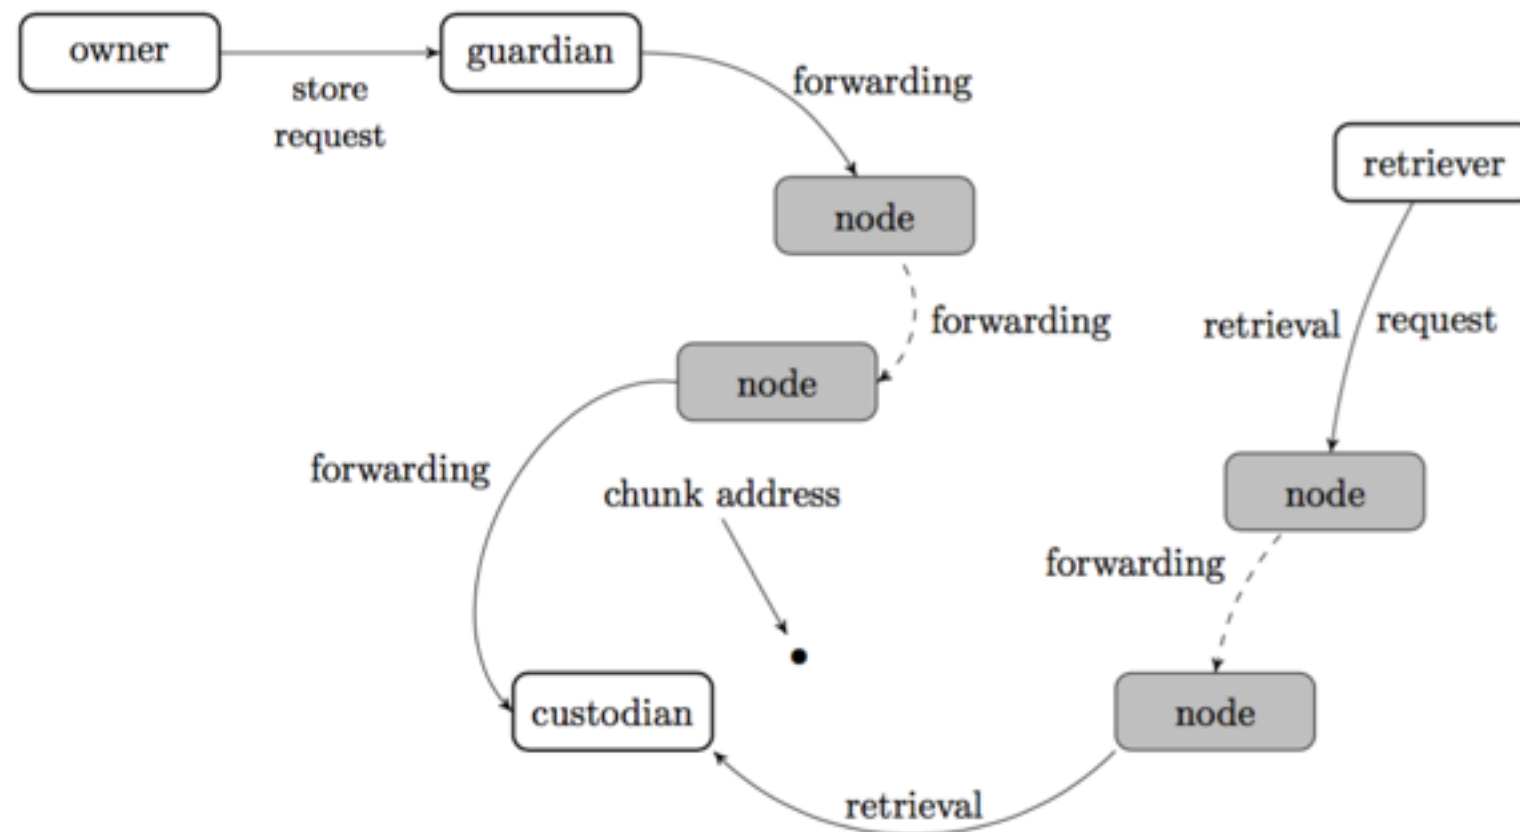 owner
guardian
store
request
forwarding
retriever
node
forwarding
retrieval request
node
forwarding
chunk address
node
forwarding
custodian
node
retrieval